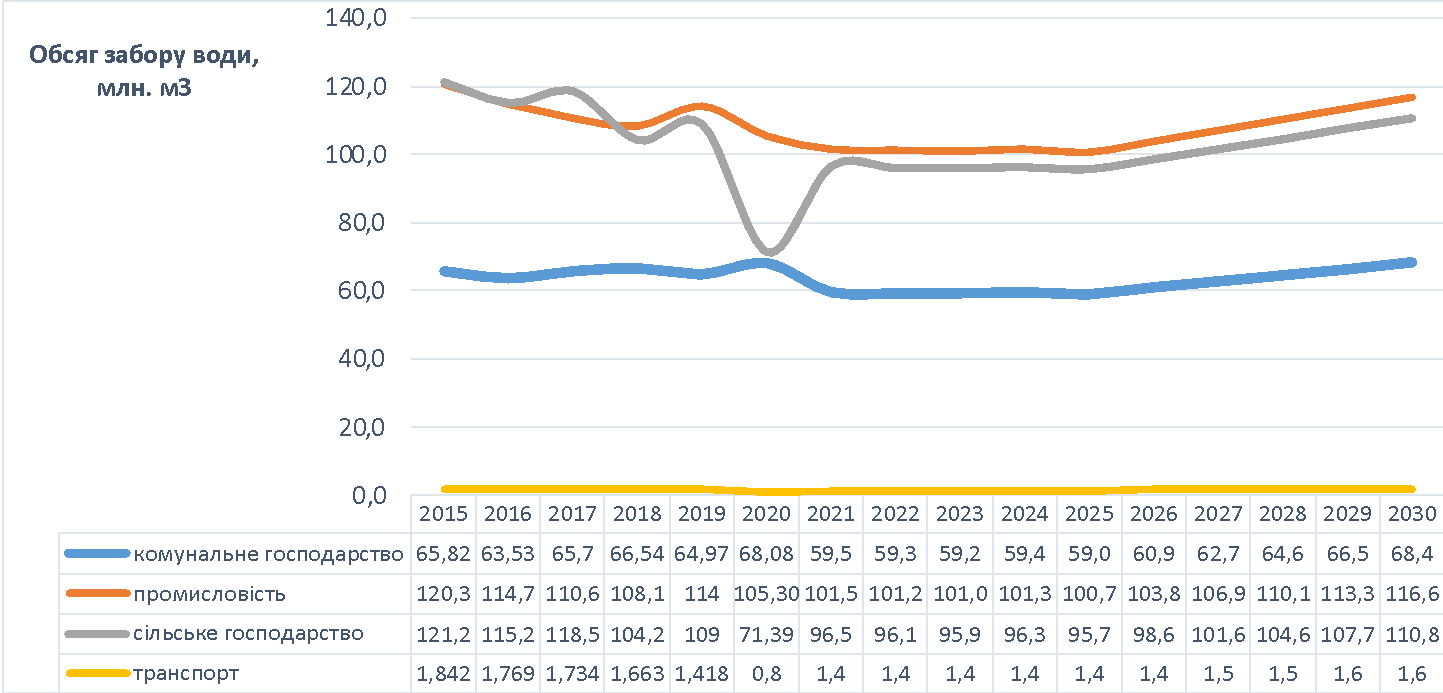 Обсяг забору води,
млн. м3
140,0
120,0
100,0
80,0
60,0
40,0
20,0
0,0
2015 2016 2017 2018 2019 2020 2021 2022 2023 2024 2025 2026 2027 2028 2029 2030
комунальне господарство 65,82 63,53 65,7 66,54 64,97 68,08 59,5 59,3 59,2 59,4 59,0 60,9 62,7 64,6 66,5 68,4
промисловість 120,3 114,7 110,6 108,1 114 105,30 101,5 101,2 101,0 101,3 100,7 103,8 106,9 110,1 113,3 116,6
сільське господарство 121,2 115,2 118,5 104,2 109 71,39 96,5 96,1 95,9 96,3 95,7 98,6 101,6 104,6 107,7 110,8
транспорт 1,842 1,769 1,734 1,663 1,418 0,8 1,4 1,4 1,4 1,4 1,4 1,4 1,5 1,5 1,6 1,6